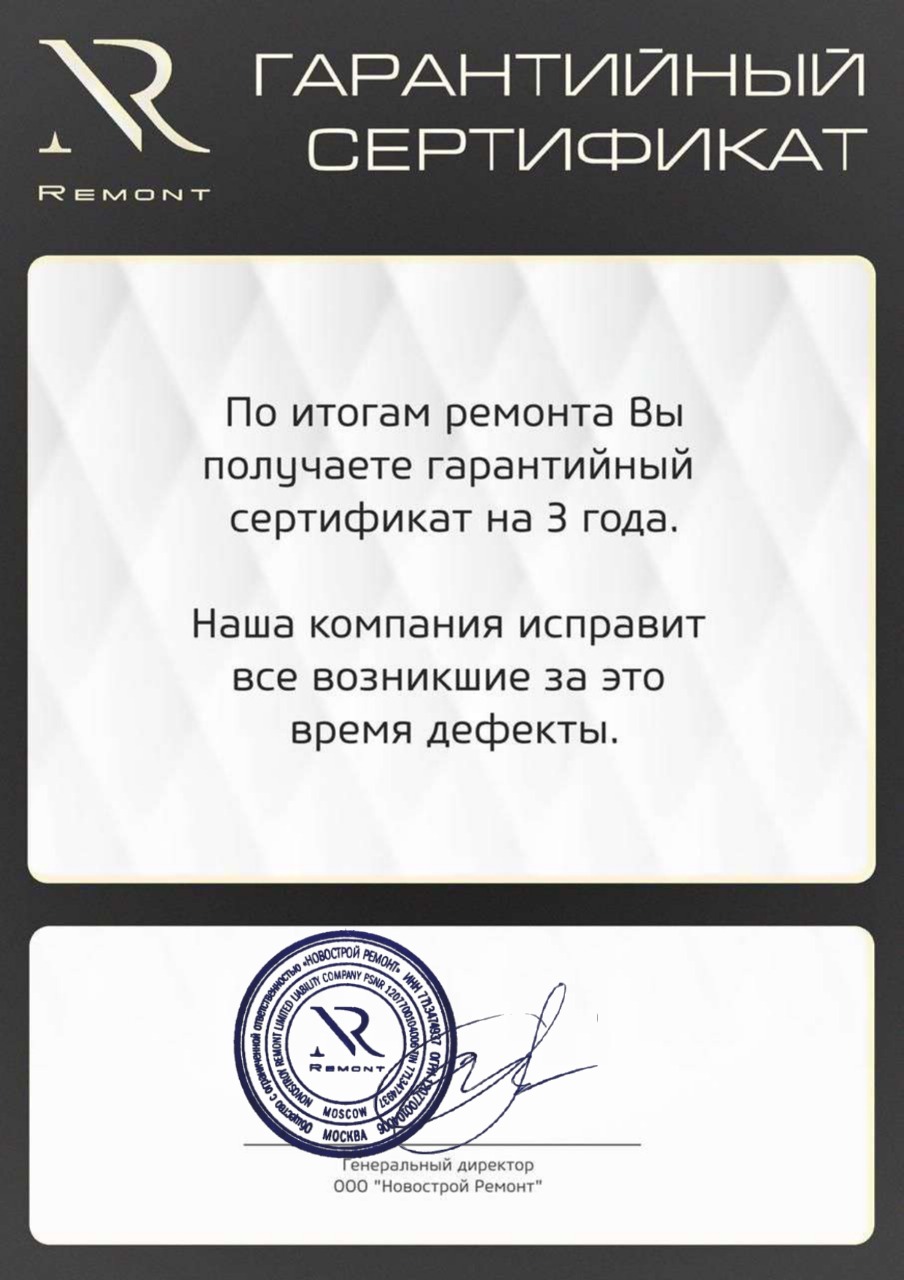 NR
REMONT
ГАРАНТИЙНЫЙ
СЕРТИФИКАТ
По итогам ремонта Вы
получаете гарантийный
сертификат на 3 года.
Наша компания исправит
все возникшие за это
время дефекты.
Общество с ограниченной ответственностью «НОВОСТРОЙ РЕМОНТ» ИНН 7713474937 ОГРН 1207700104006
МОСКВА
NOVOSTROY REMONT LIMITED LIABILITY COMPANY PSNR 1207700104006 TIN 7713474937
MOSCOW
NR
REMONT
Генеральный директор
ООО "Новострой Ремонт"